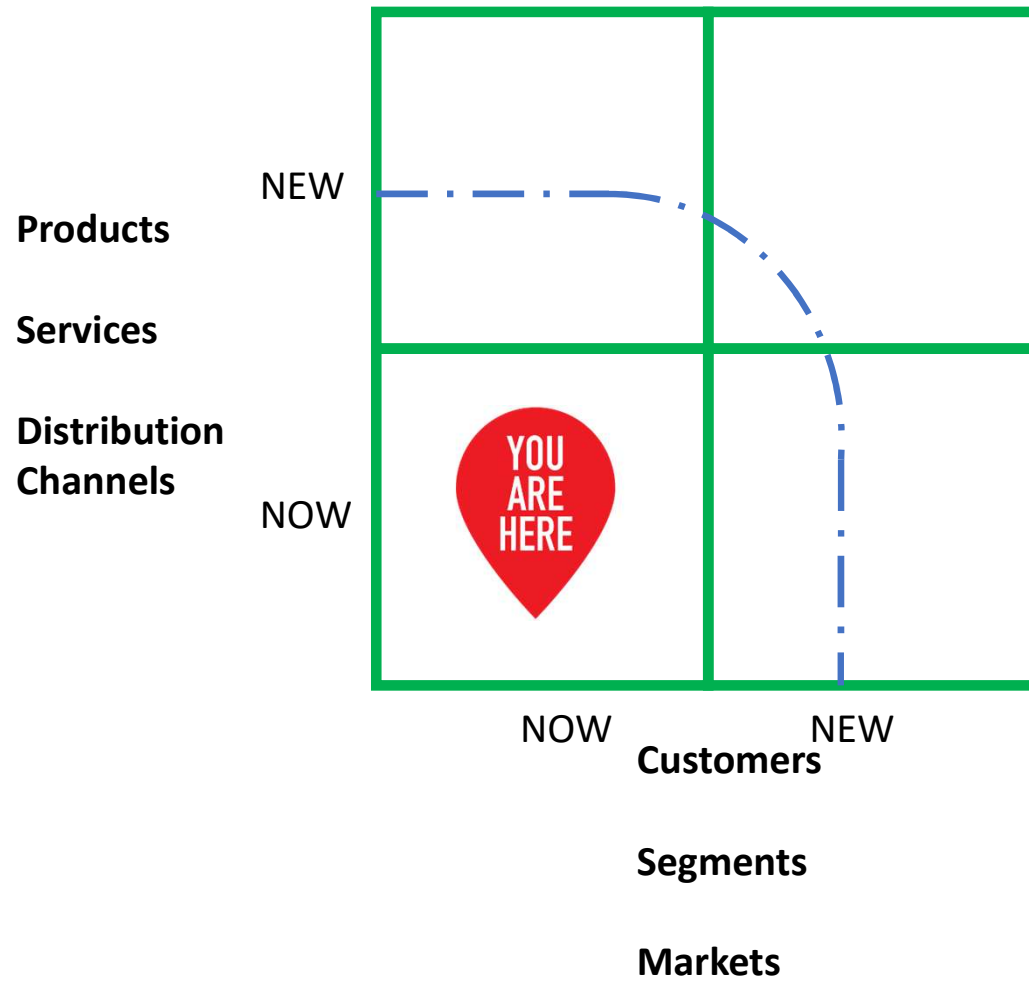 NEW
Products
Services
Distribution
Channels
NOW
YOU
ARE
HERE
NOW
NEW
Customers
Segments
Markets